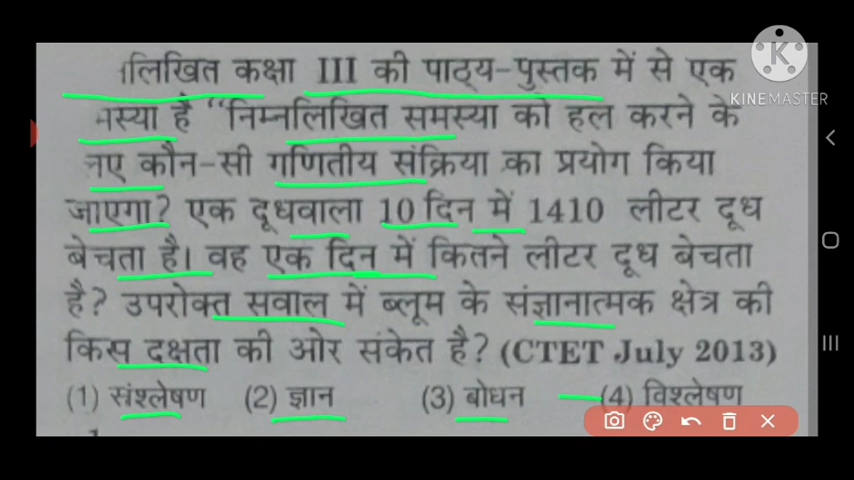 लिखित कक्षा III की पाठ्य-पुस्तक में से एक
है “निम्नलिखित समस्या को हल करने के
कौन-सी गणितीय संक्रिया का प्रयोग किया
जाएगा? एक दूधवाला 10 दिन में 1410 लीटर दूध
बेचता है। वह एक दिन में कितने लीटर दूध बेचता
है? उपरोक्त सवाल में ब्लूम के संज्ञानात्मक क्षेत्र की
किस दक्षता की ओर संकेत है? (CTET July 2013)
(1) संश्लेषण (2) ज्ञान (3) बोधन (4) विश्लेषण
K
KINEMASTER